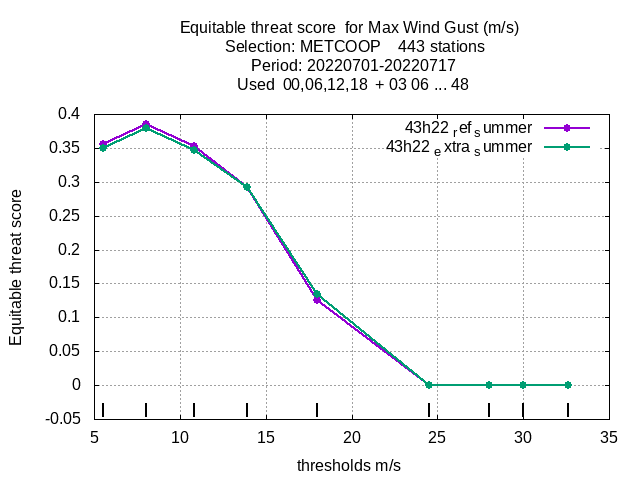 Equitable threat score  for Max Wind Gust (m/s)
Selection: METCOOP    443 stations
Period: 20220701-20220717
Used  00,06,12,18  + 03 06 ... 48
43h22 ref summer
43h22 extra summer
Equitable threat score
0.4
0.35
0.3
0.25
0.2
0.15
0.1
0.05
0
-0.05
5 10 15 20 25 30 35
thresholds m/s